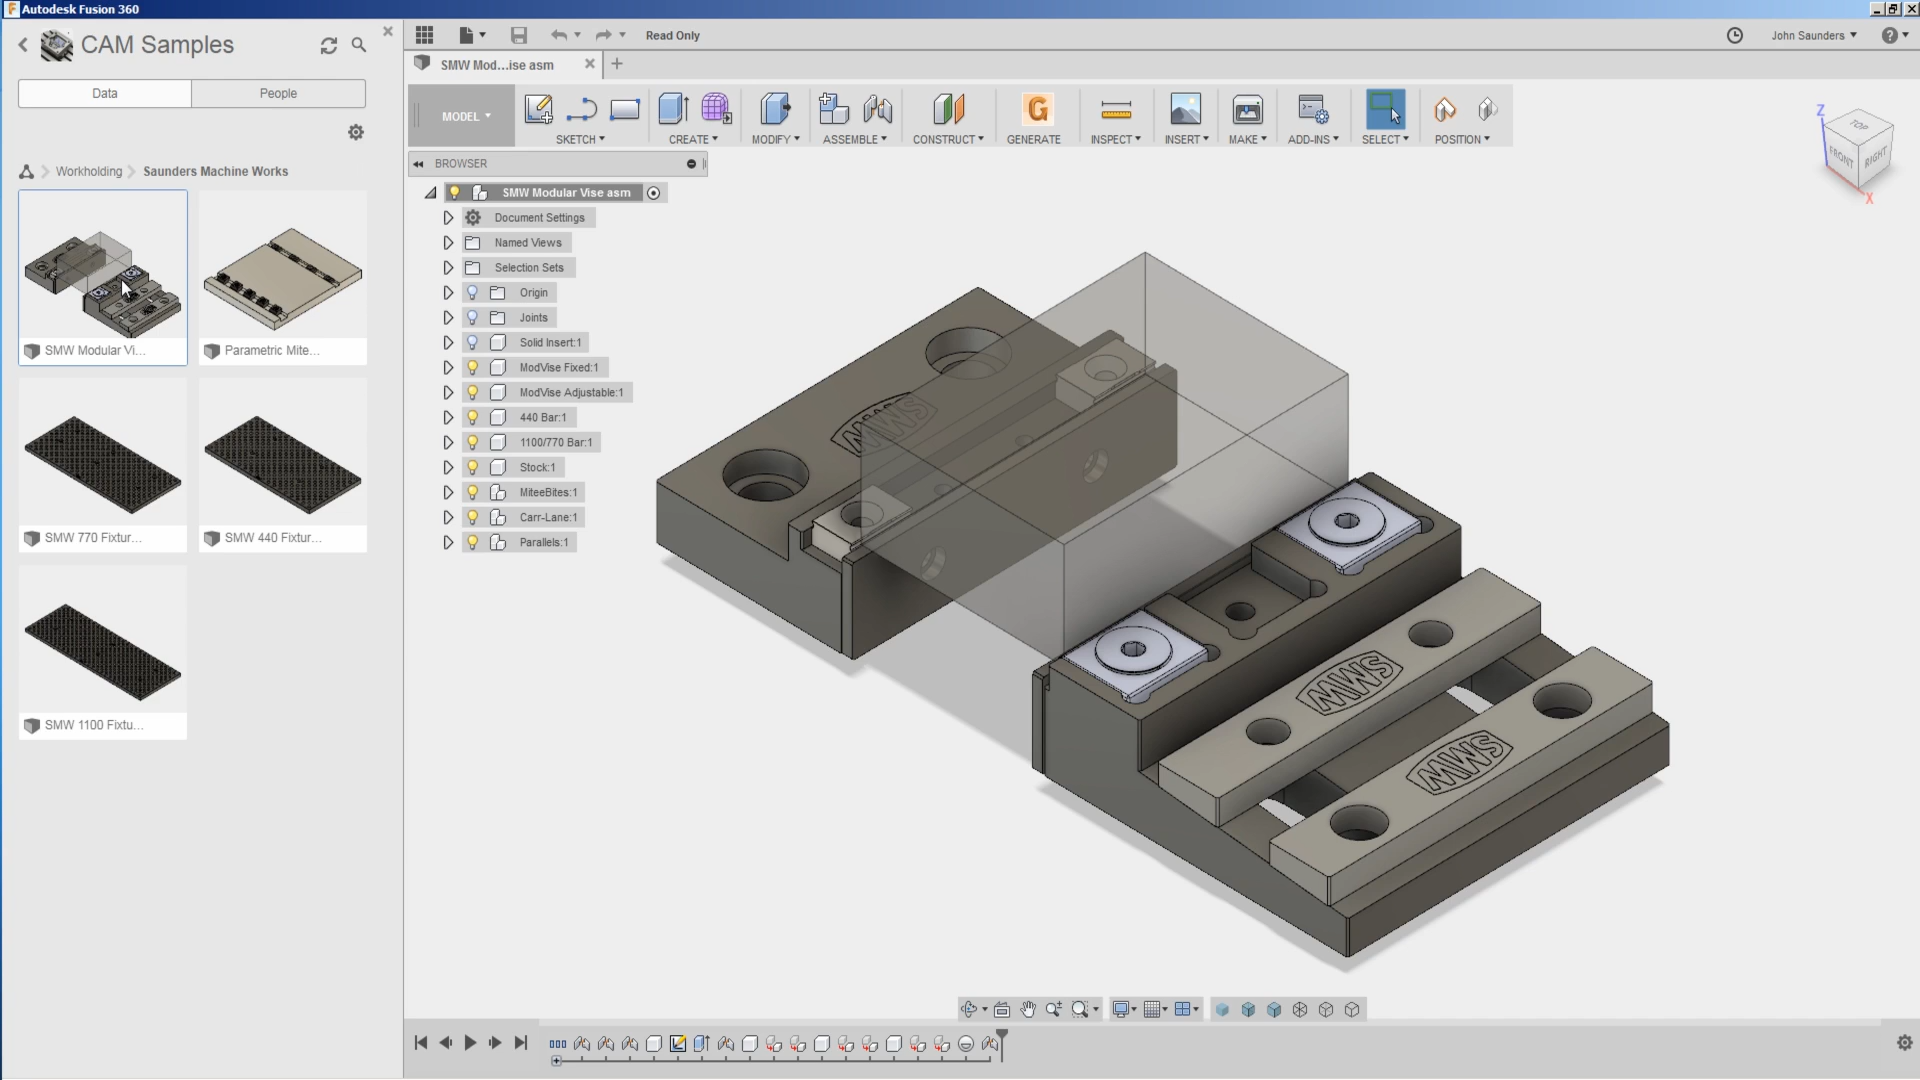 Autodesk Fusion 360
CAM Samples
Data
People
Workholding
Saunders Machine Works
SMW Modular Vi...
Parametric Mite...
SMW 770 Fixtur...
SMW 440 Fixtur...
SMW 1100 Fixtu...
Read Only
John Saunders
SMW Mod...ise asm
MODEL
SKETCH
CREATE
MODIFY
ASSEMBLE
CONSTRUCT
G
GENERATE
INSPECT
INSERT
MAKE
ADD-INS
SELECT
POSITION
BROWSER
SMW Modular Vise asm
Document Settings
Named Views
Selection Sets
Origin
Joints
Solid Insert:1
ModVise Fixed:1
ModVise Adjustable:1
440 Bar:1
1100/770 Bar:1
Stock:1
MiteeBites:1
Carr-Lane:1
Parallels:1
Z
TOP
FRONT
RIGHT
X
SMW
SMW
SMW